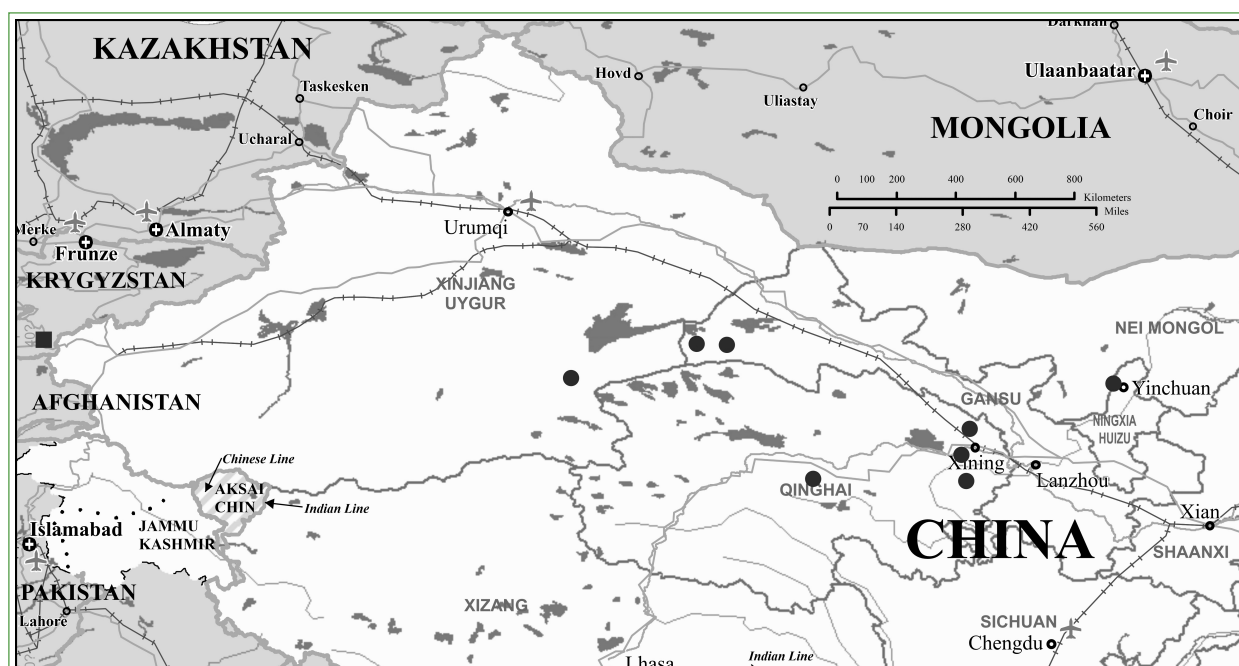 Darkhan
KAZAKHSTAN
Hovd
Ulaanbaatar
Taskesken
Uliastay
Choir
Ucharal
MONGOLIA
0 100 200 400 600 800
Kilometers
Miles
0 70 140 280 420 560
Merke
Almaty
Frunze
Urumqi
KRYGYZSTAN
XINJIANG
UYGUR
NEI MONGOL
AFGHANISTAN
Yinchuan
GANSU
NINGXIA
HUIZU
Chinese Line
Xining
Lanzhou
AKSAI
CHIN
QINGHAI
Indian Line
Xian
Islamabad
JAMMU
KASHMIR
CHINA
SHAANXI
PAKISTAN
XIZANG
Lahore
SICHUAN
Chengdu
Lhasa
Indian Line